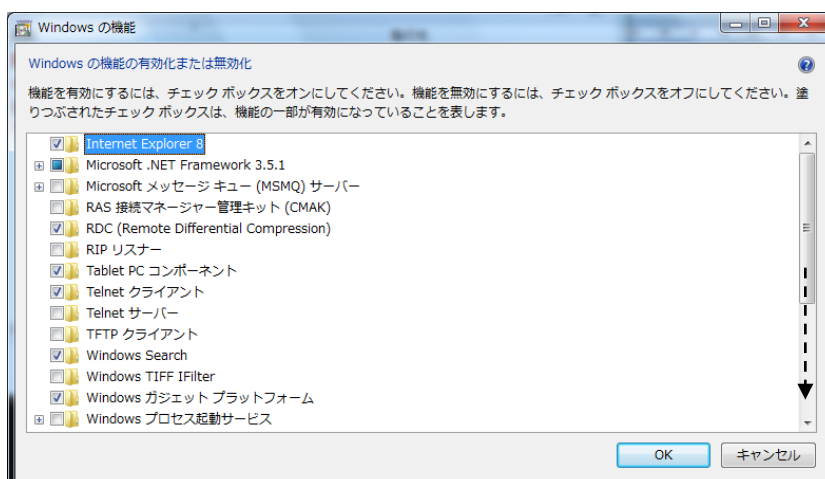 Windows の機能
Windows の機能の有効化または無効化
機能を有効にするには、チェック ボックスをオンにしてください。機能を無効にするには、チェック ボックスをオフにしてください。塗
りつぶされたチェック ボックスは、機能の一部が有効になっていることを表します。
Internet Explorer 8
Microsoft .NET Framework 3.5.1
Microsoft メッセージ キュー (MSMQ) サーバー
RAS 接続マネージャー管理キット (CMAK)
RDC (Remote Differential Compression)
RIP リスナー
Tablet PC コンポーネント
Telnet クライアント
Telnet サーバー
TFTP クライアント
Windows Search
Windows TIFF IFilter
Windows ガジェット プラットフォーム
Windows プロセス起動サービス
OK
キャンセル